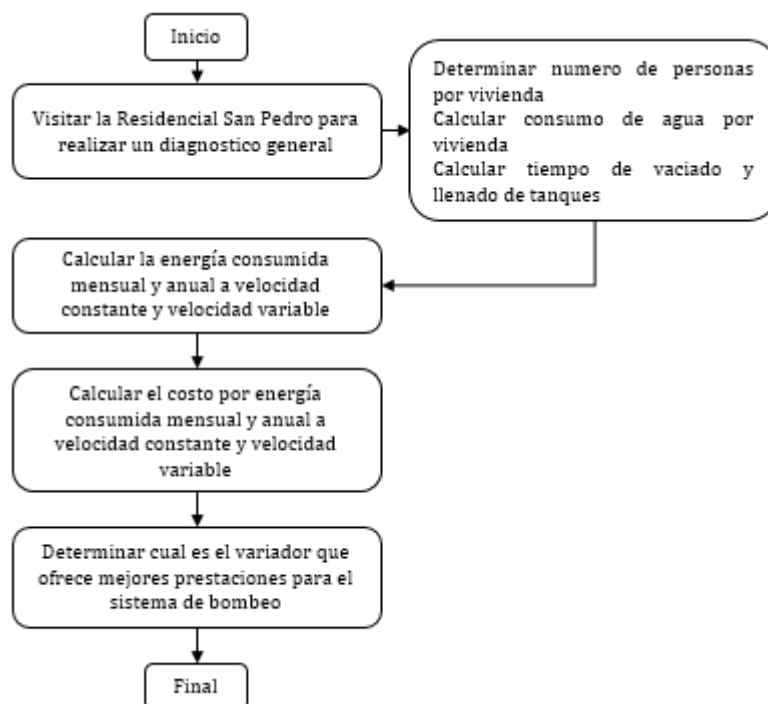 Inicio
Visitar la Residencial San Pedro para
realizar un diagnostico general
Determinar numero de personas
por vivienda
Calcular consumo de agua por
vivienda
Calcular tiempo de vaciado y
llenado de tanques
Calcular la energía consumida
mensual y anual a velocidad
constante y velocidad variable
Calcular el costo por energía
consumida mensual y anual a
velocidad constante y velocidad
variable
Determinar cual es el variador que
ofrece mejores prestaciones para el
sistema de bombeo
Final